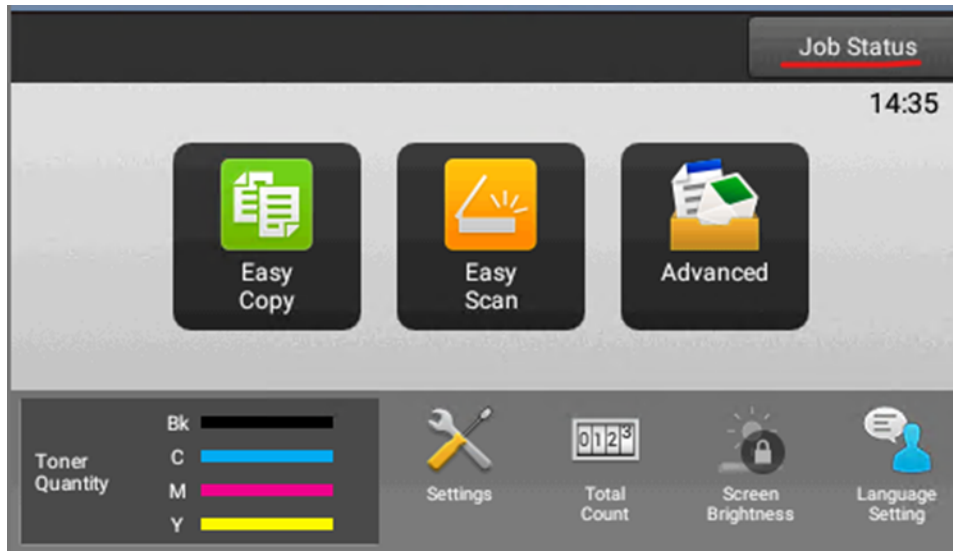 Job Status
14:35
Easy
Copy
Easy
Scan
Advanced
Toner
Quantity
Bk
C
M
Y
Settings
0123
Total
Count
Screen
Brightness
Language
Setting